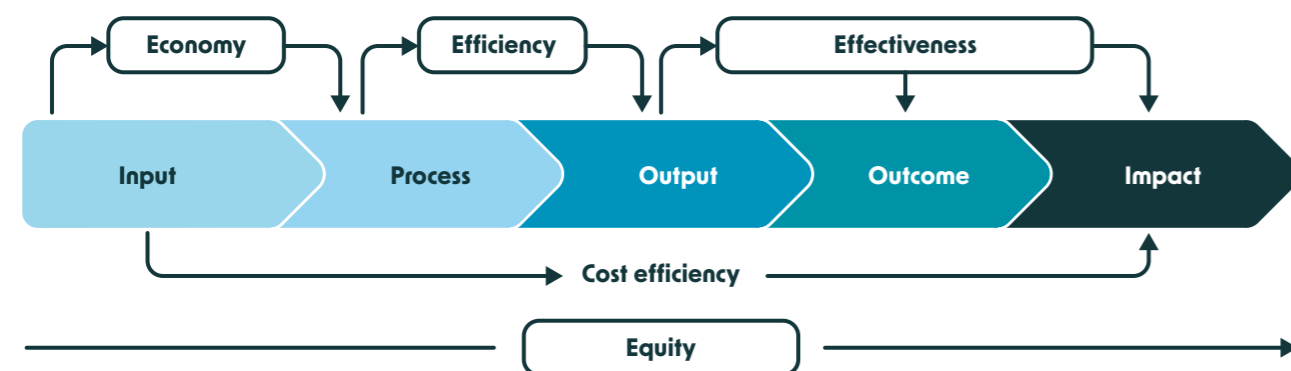 Economy
Efficiency
Effectiveness
Input
Process
Output
Outcome
Impact
Cost efficiency
Equity